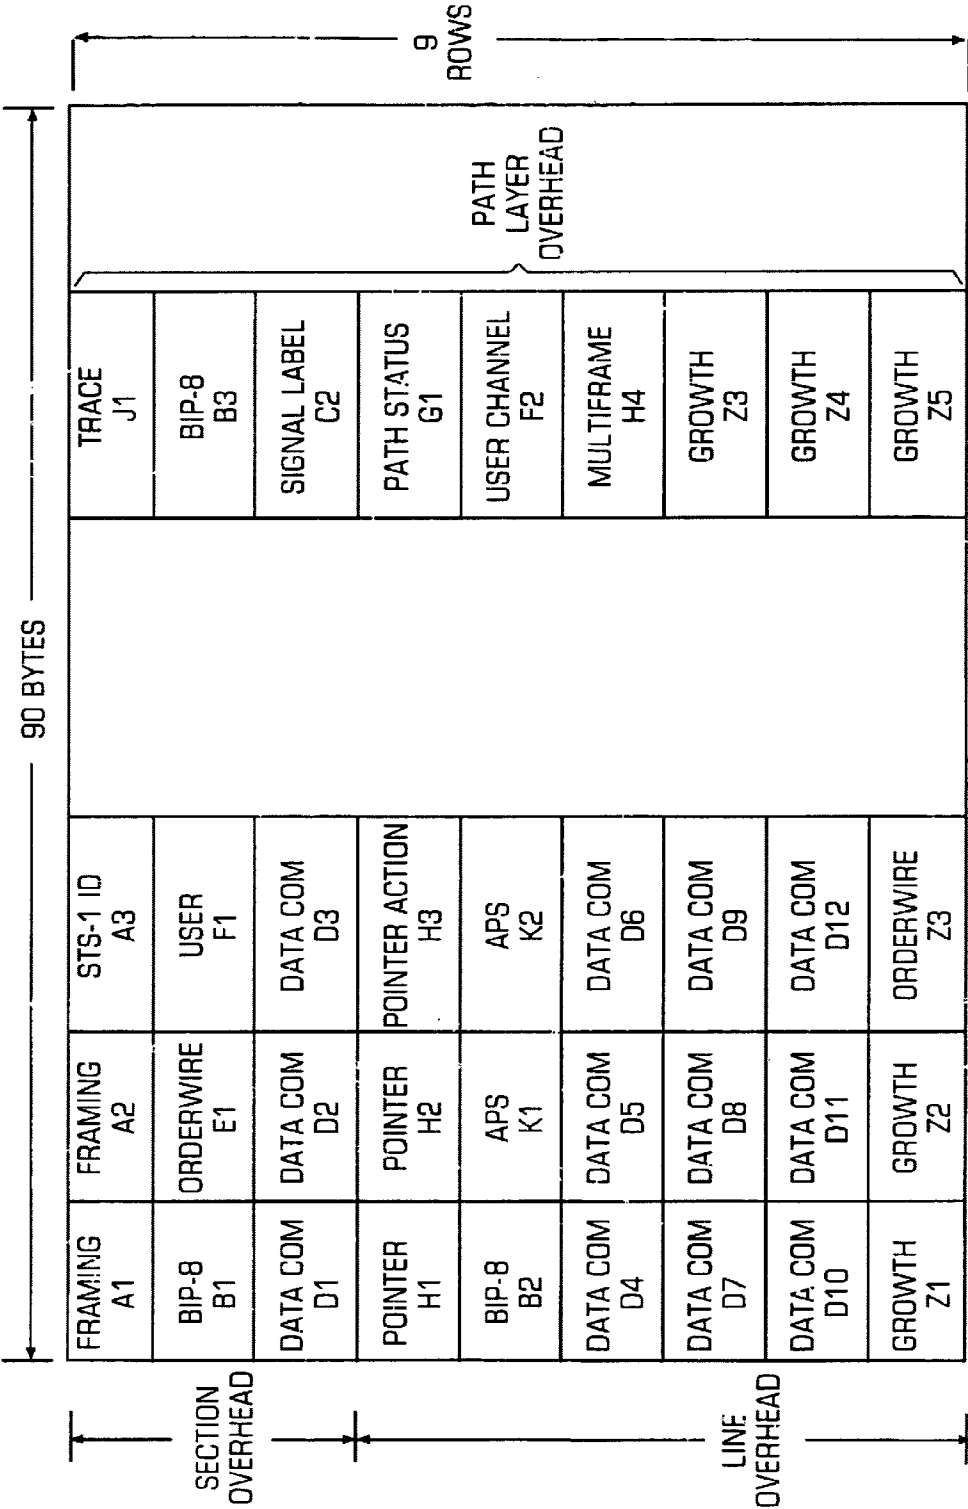 90 BYTES
9
ROWS
SECTION
OVERHEAD
LINE
OVERHEAD
FRAMING
A1
FRAMING
A2
STS-1 ID
A3
TRACE
J1
BIP-8
B1
ORDERWIRE
E1
USER
F1
BIP-8
B3
DATA COM
D1
DATA COM
D2
DATA COM
D3
SIGNAL LABEL
C2
POINTER
H1
POINTER
H2
POINTER ACTION
H3
PATH STATUS
G1
BIP-8
B2
APS
K1
APS
K2
USER CHANNEL
F2
DATA COM
D4
DATA COM
D5
DATA COM
D6
MULTIFRAME
H4
DATA COM
D7
DATA COM
D8
DATA COM
D9
GROWTH
Z3
DATA COM
D10
DATA COM
D11
DATA COM
D12
GROWTH
Z4
GROWTH
Z1
GROWTH
Z2
ORDERWIRE
Z3
GROWTH
Z5
PATH
LAYER
OVERHEAD